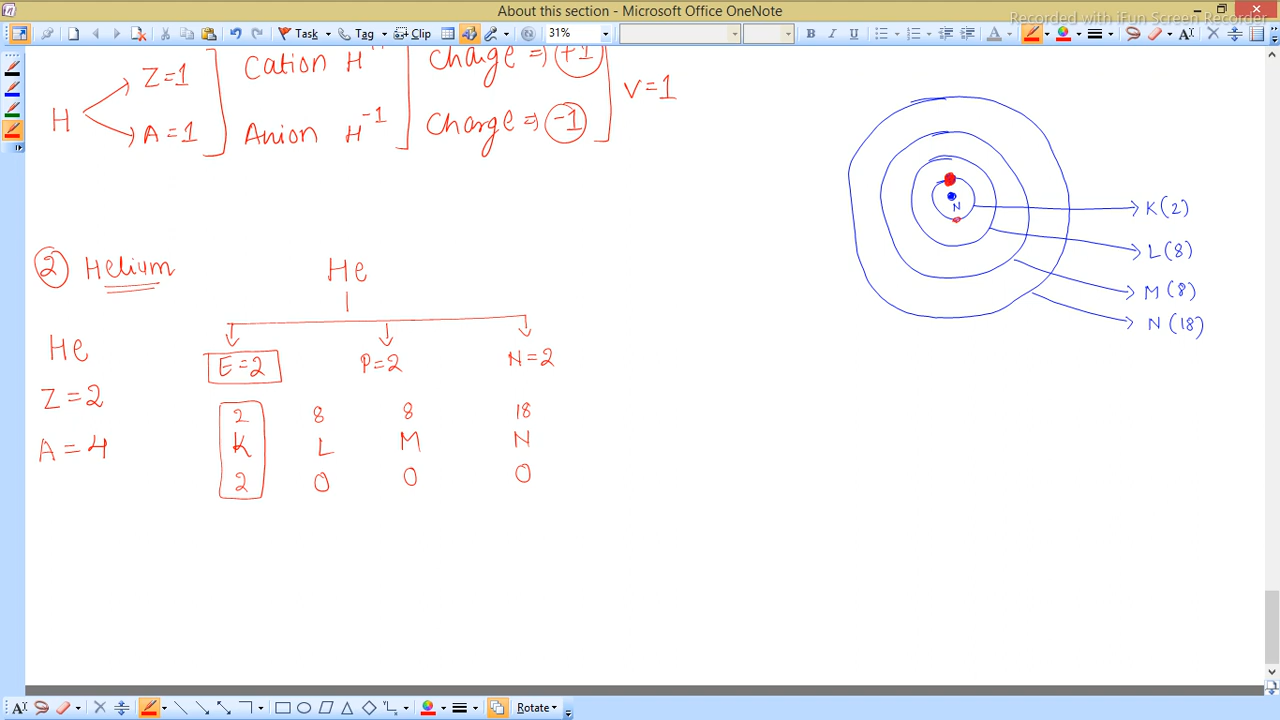 About this section - Microsoft Office OneNote
Recorded with iFun Screen Recorder
Task Tag Clip 31% B I U A
H
Z=1
A=1
Cation H
Anion H⁻¹
Charge ⇒ +1
Charge ⇒ -1
V=1
② Helium
He
He
Z=2
A=4
E=2 P=2 N=2
2 8 8 18
K L M N
2 0 0 0
N
K(2)
L(8)
M(8)
N(18)
Rotate